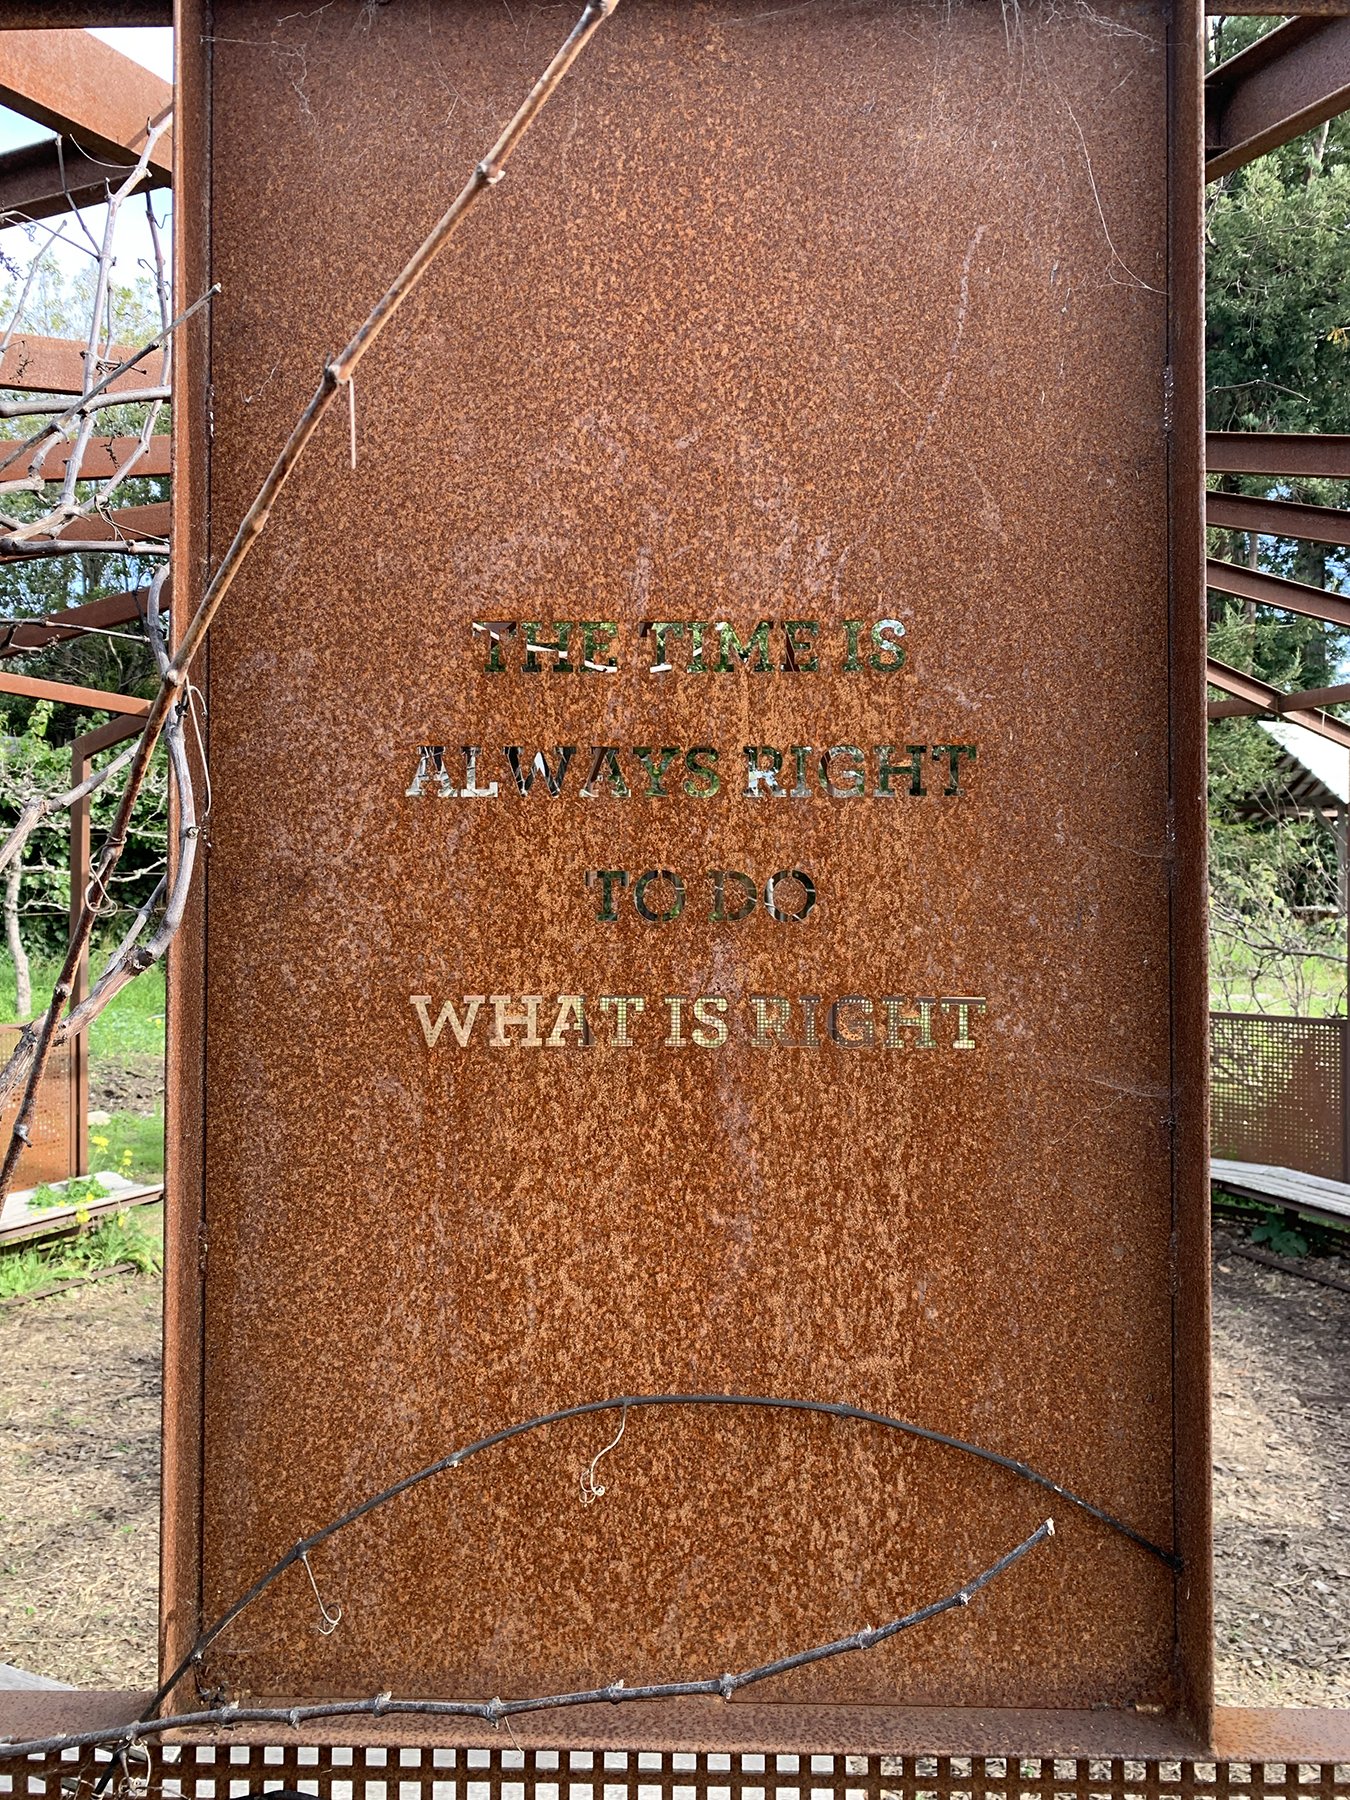 THE TIME IS
ALWAYS RIGHT
TO DO
WHAT IS RIGHT